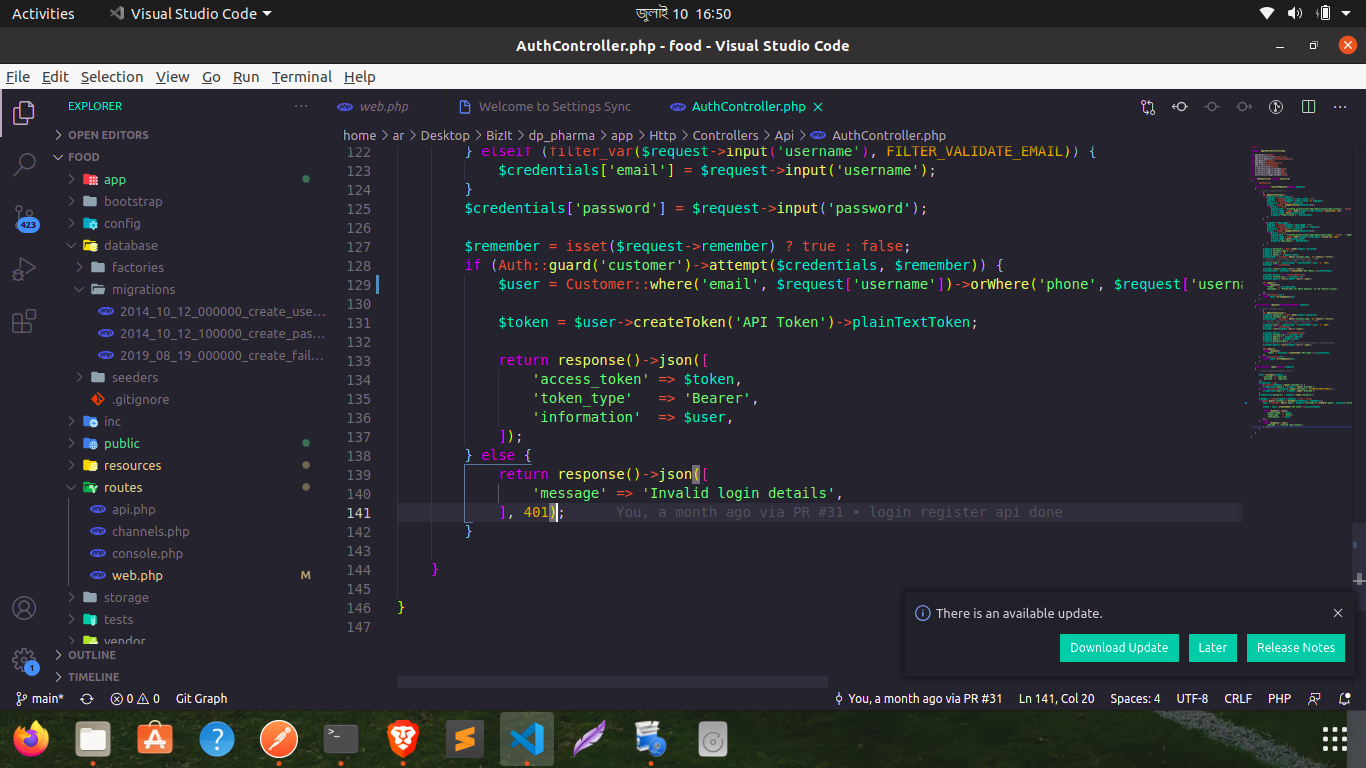 Activities
Visual Studio Code
জুলাই 10 16:50
AuthController.php - food - Visual Studio Code
File Edit Selection View Go Run Terminal Help
EXPLORER
web.php
Welcome to Settings Sync
AuthController.php
OPEN EDITORS
FOOD
app
bootstrap
config
database
factories
migrations
2014_10_12_000000_create_use...
2014_10_12_100000_create_pas...
2019_08_19_000000_create_fail...
seeders
.gitignore
inc
public
resources
routes
api.php
channels.php
console.php
web.php M
storage
tests
vendor
OUTLINE
TIMELINE
423
1
home > ar > Desktop > BizIt > dp_pharma > app > Http > Controllers > Api > AuthController.php
122 } elseif (filter_var($request->input('username'), FILTER_VALIDATE_EMAIL)) {
123 $credentials['email'] = $request->input('username');
124 }
125 $credentials['password'] = $request->input('password');
126
127 $remember = isset($request->remember) ? true : false;
128 if (Auth::guard('customer')->attempt($credentials, $remember)) {
129 $user = Customer::where('email', $request['username'])->orWhere('phone', $request['userna
130
131 $token = $user->createToken('API Token')->plainTextToken;
132
133 return response()->json([
134 'access_token' => $token,
135 'token_type' => 'Bearer',
136 'information' => $user,
137 ]);
138 } else {
139 return response()->json([
140 'message' => 'Invalid login details',
141 ], 401); You, a month ago via PR #31 • login register api done
142 }
143
144 }
145
146 }
147
There is an available update.
Download Update
Later
Release Notes
main*
0 0
Git Graph
You, a month ago via PR #31
Ln 141, Col 20
Spaces: 4
UTF-8
CRLF
PHP